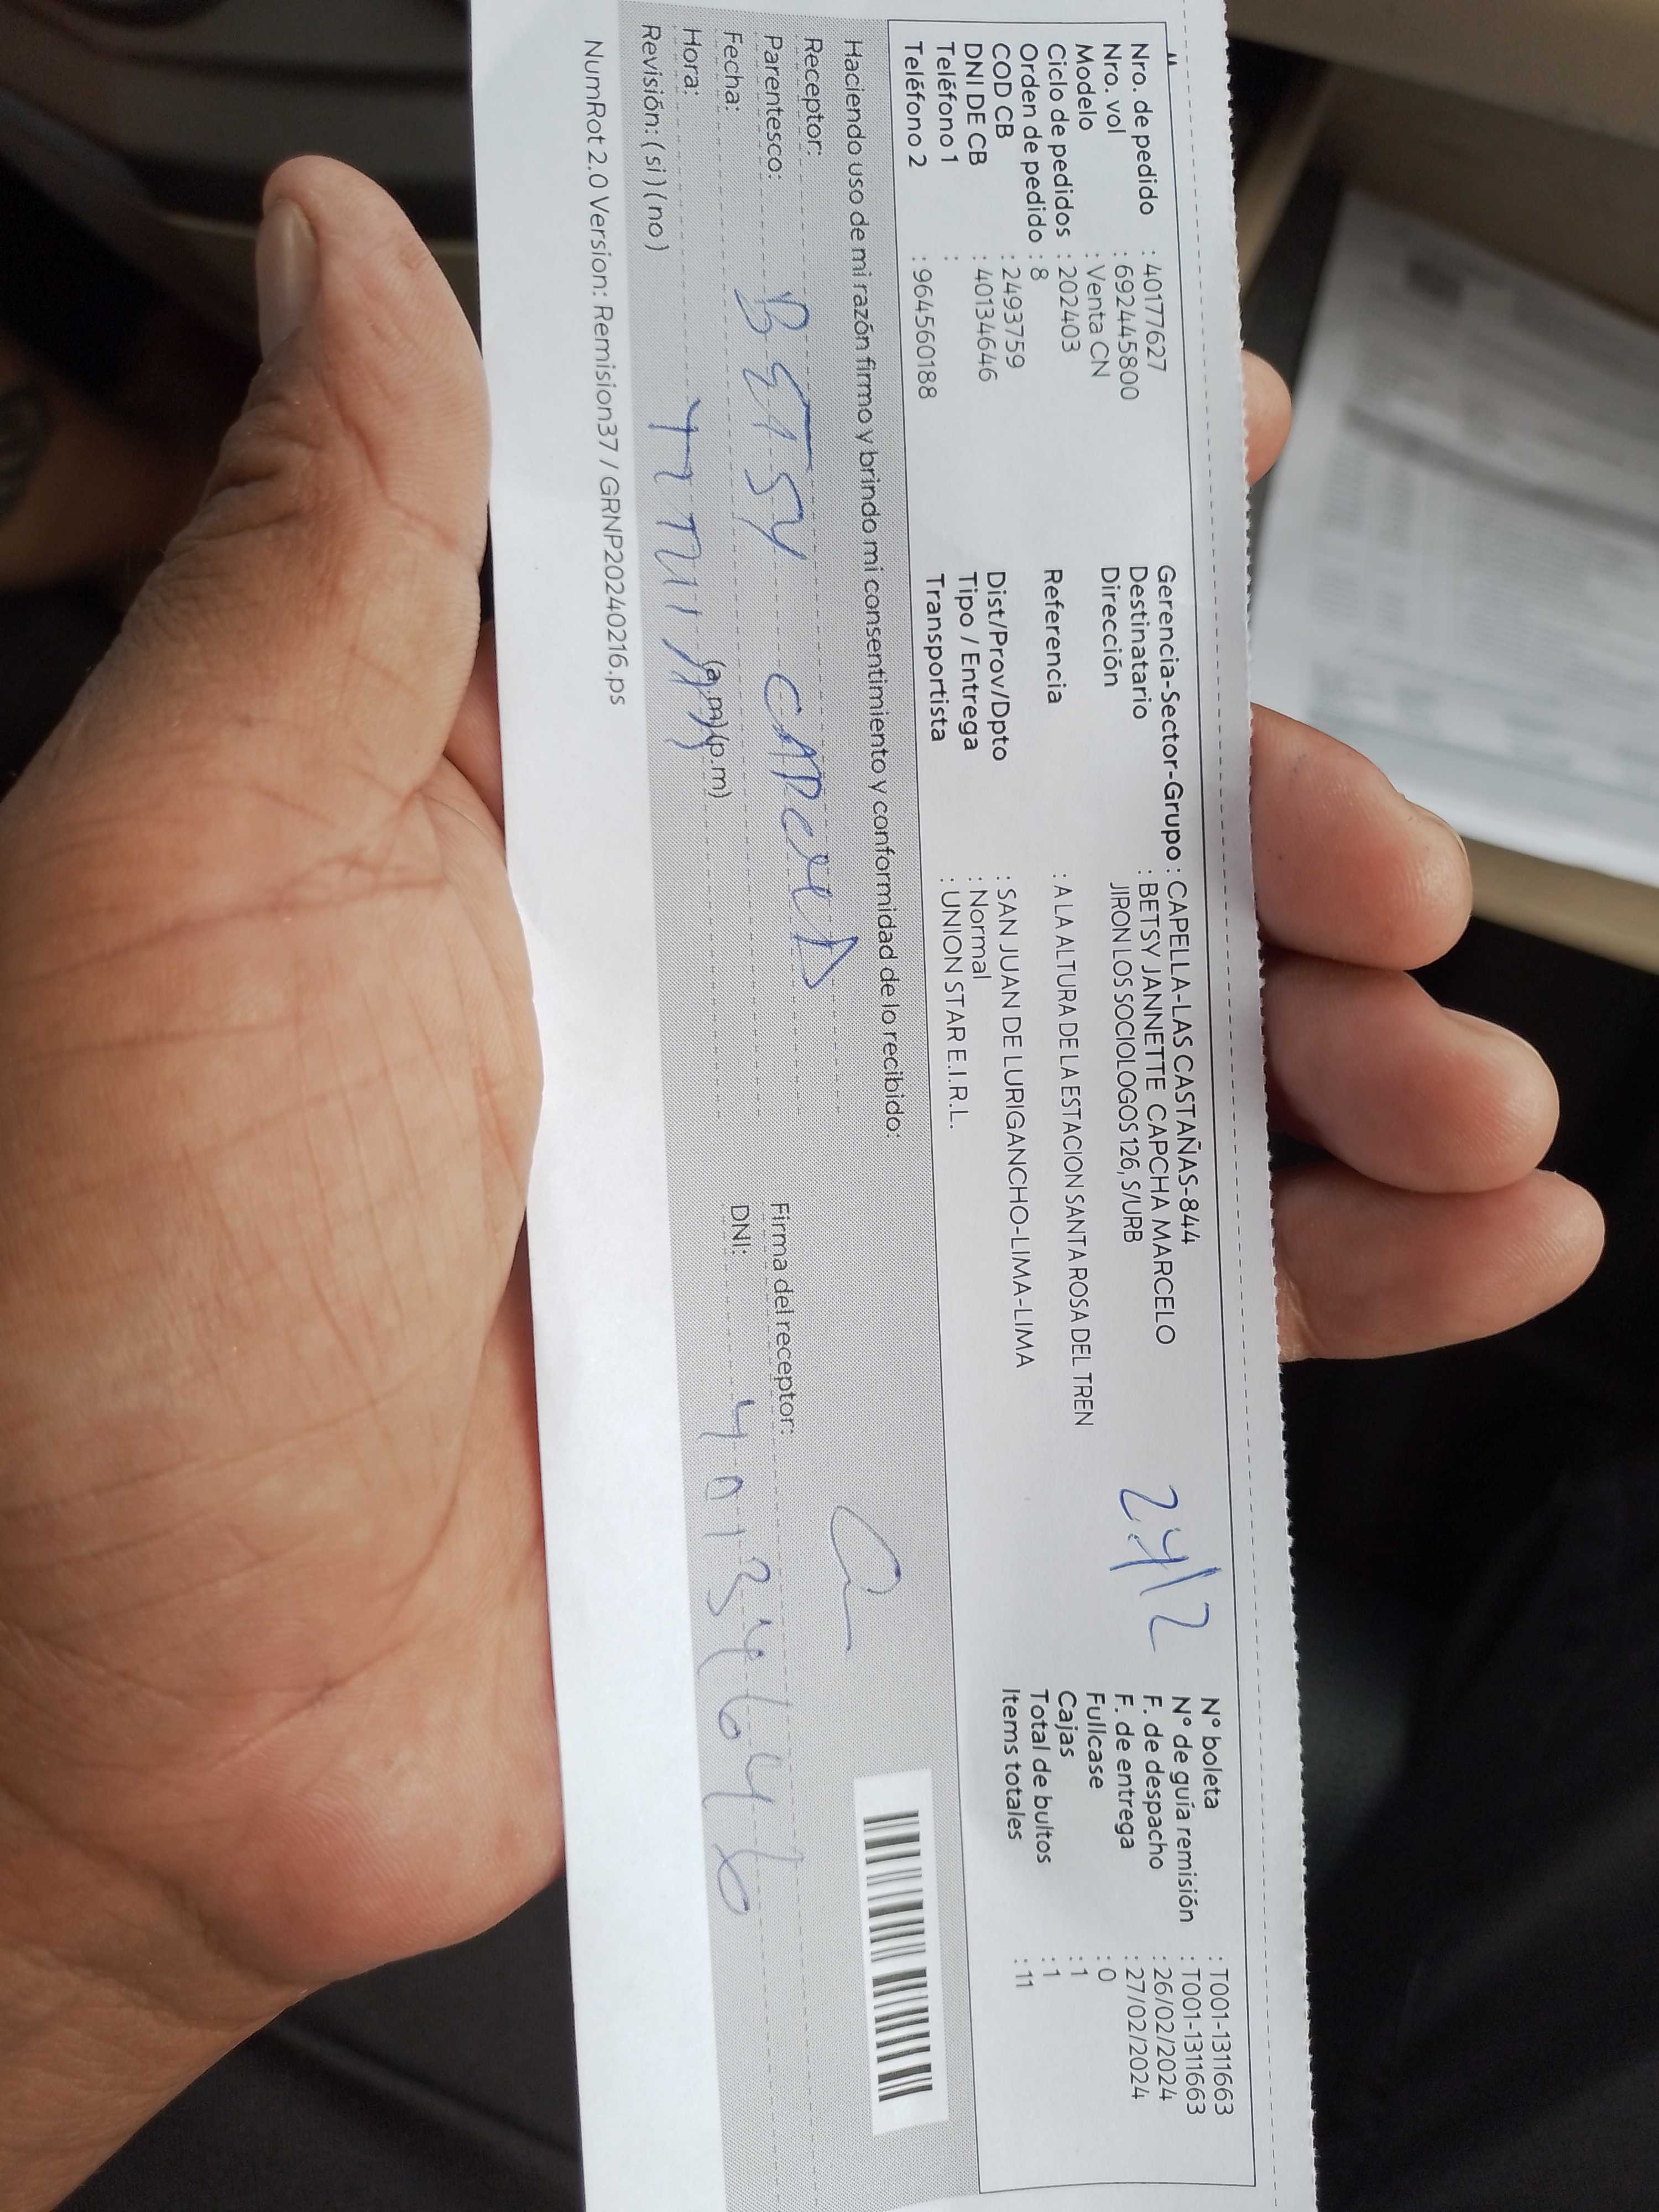 Nro. de pedido : 40177627
Nro. vol : 692445800
Modelo : Venta CN
Ciclo de pedidos : 202403
Orden de pedido : 8
COD CB : 2493759
DNI DE CB : 40134646
Teléfono 1 :
Teléfono 2 : 964560188
Gerencia-Sector-Grupo : CAPELLA-LAS CASTAÑAS-844
Destinatario : BETSY JANNETTE CAPCHA MARCELO
Dirección JIRON LOS SOCIOLOGOS 126, S/URB
Referencia : A LA ALTURA DE LA ESTACION SANTA ROSA DEL TREN
Dist/Prov/Dpto : SAN JUAN DE LURIGANCHO-LIMA-LIMA
Tipo / Entrega : Normal
Transportista : UNION STAR E.I.R.L.
N° boleta : T001-1311663
N° de guía remisión : T001-1311663
F. de despacho : 26/02/2024
F. de entrega : 27/02/2024
Fullcase : 0
Cajas : 1
Total de bultos : 1
Items totales : 11
Haciendo uso de mi razón firmo y brindo mi consentimiento y conformidad de lo recibido:
Receptor:
Parentesco: BETSY
Fecha:
Hora: (a.m)(p.m)
Revisión: (si)(no)
Firma del receptor:
DNI: 40134646
NumRot 2.0 Version: Remision37 / GRNP20240216.ps